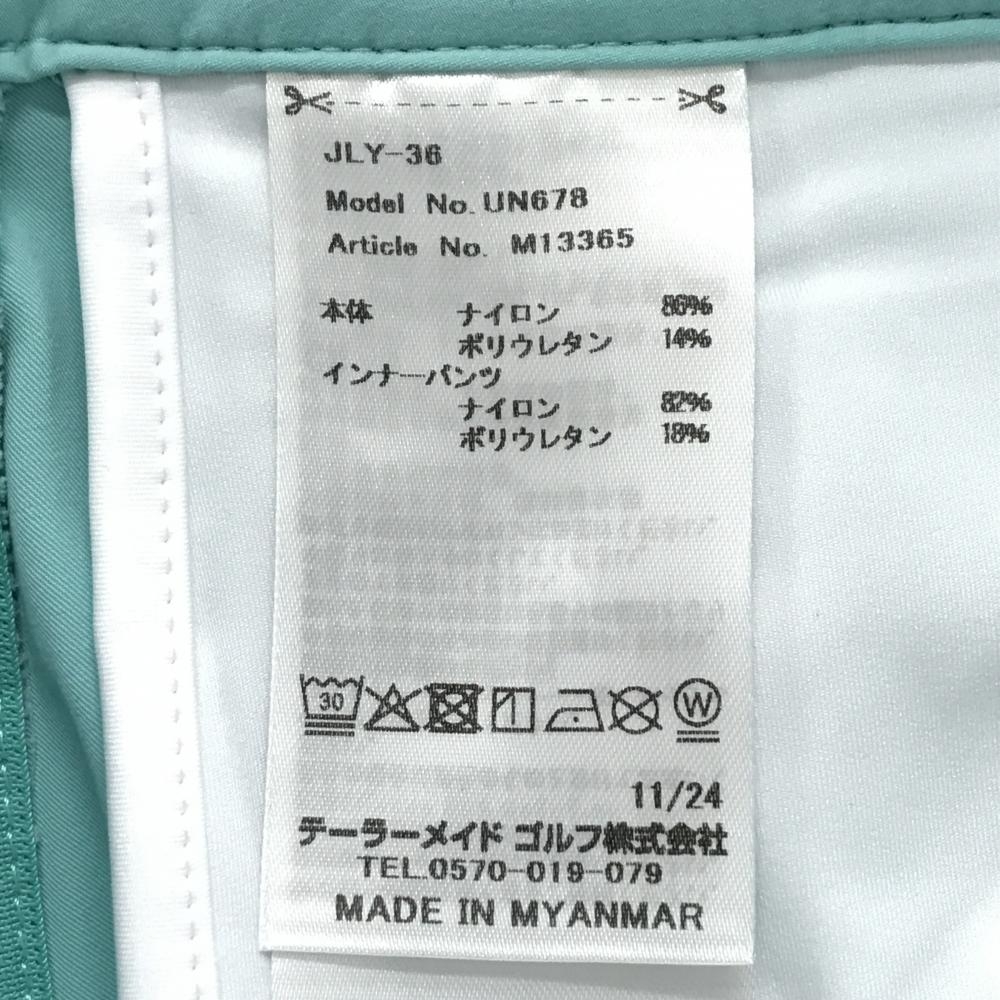 JLY-36
Model No. UN678
Article No. M13365
本体 ナイロン 86%
ポリウレタン 14%
インナーパンツ
ナイロン 82%
ポリウレタン 18%
30 W
11/24
テーラーメイド ゴルフ株式会社
TEL.0570-019-079
MADE IN MYANMAR